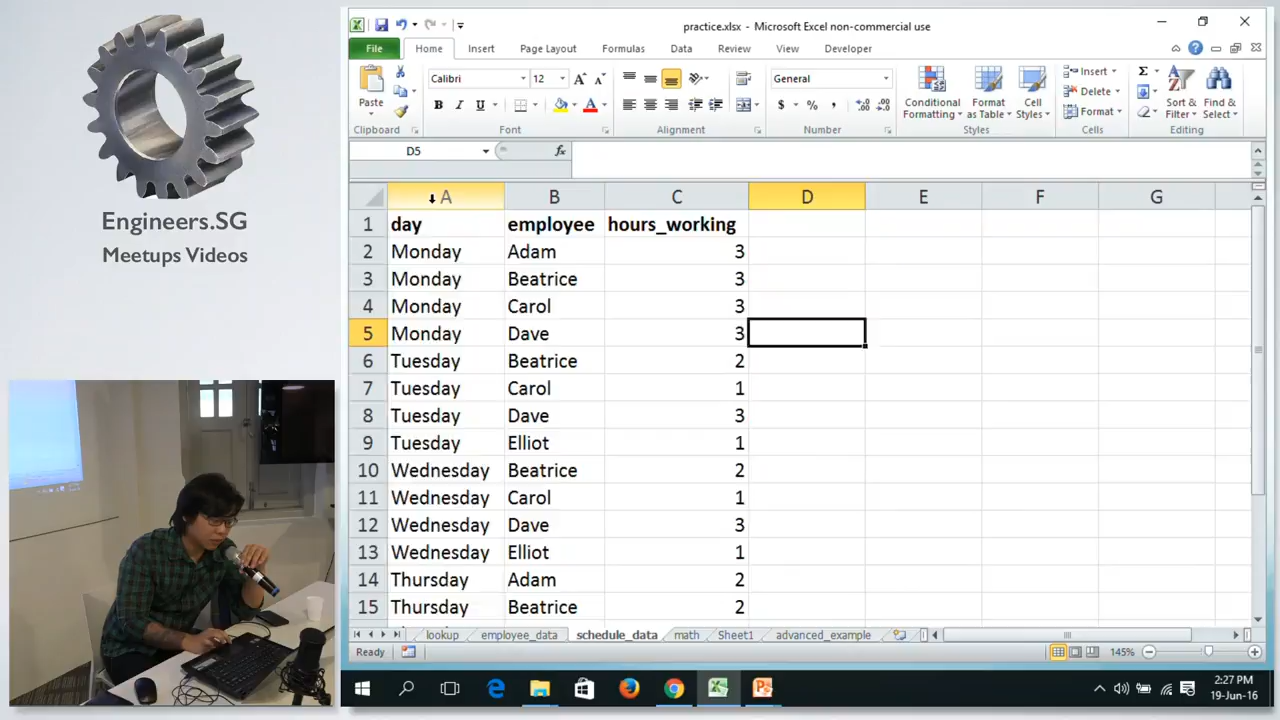 practice.xlsx - Microsoft Excel non-commercial use
File Home Insert Page Layout Formulas Data Review View Developer
Paste
Calibri 12
B I U A
General
$ % ,
Conditional Formatting
Format as Table
Cell Styles
Insert
Delete
Format
Σ
Sort & Filter
Find & Select
Clipboard Font Alignment Number Styles Cells Editing
D5 fx
A B C D E F G
1 day employee hours_working
2 Monday Adam 3
3 Monday Beatrice 3
4 Monday Carol 3
5 Monday Dave 3
6 Tuesday Beatrice 2
7 Tuesday Carol 1
8 Tuesday Dave 3
9 Tuesday Elliot 1
10 Wednesday Beatrice 2
11 Wednesday Carol 1
12 Wednesday Dave 3
13 Wednesday Elliot 1
14 Thursday Adam 2
15 Thursday Beatrice 2
lookup employee_data schedule_data math Sheet1 advanced_example
Ready 145%
2:27 PM
19-Jun-16
Engineers.SG
Meetups Videos